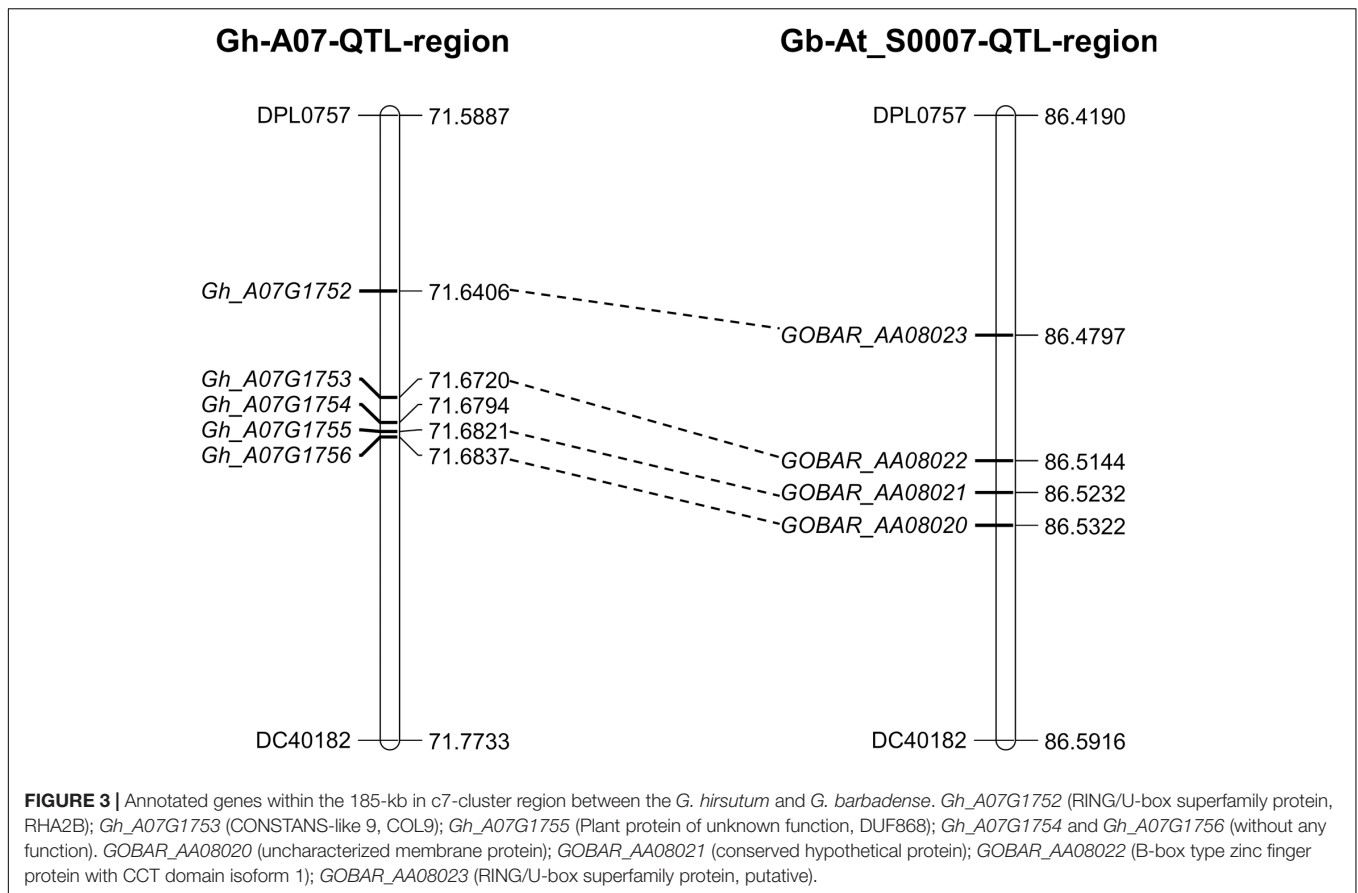 Gh-A07-QTL-region
Gb-At_S0007-QTL-region
DPL0757 71.5887
DPL0757 86.4190
Gh_A07G1752 71.6406
GOBAR_AA08023 86.4797
Gh_A07G1753 71.6720
Gh_A07G1754 71.6794
Gh_A07G1755 71.6821
Gh_A07G1756 71.6837
GOBAR_AA08022 86.5144
GOBAR_AA08021 86.5232
GOBAR_AA08020 86.5322
DC40182 71.7733
DC40182 86.5916
FIGURE 3 | Annotated genes within the 185-kb in c7-cluster region between the G. hirsutum and G. barbadense. Gh_A07G1752 (RING/U-box superfamily protein,
RHA2B); Gh_A07G1753 (CONSTANS-like 9, COL9); Gh_A07G1755 (Plant protein of unknown function, DUF868); Gh_A07G1754 and Gh_A07G1756 (without any
function). GOBAR_AA08020 (uncharacterized membrane protein); GOBAR_AA08021 (conserved hypothetical protein); GOBAR_AA08022 (B-box type zinc finger
protein with CCT domain isoform 1); GOBAR_AA08023 (RING/U-box superfamily protein, putative).